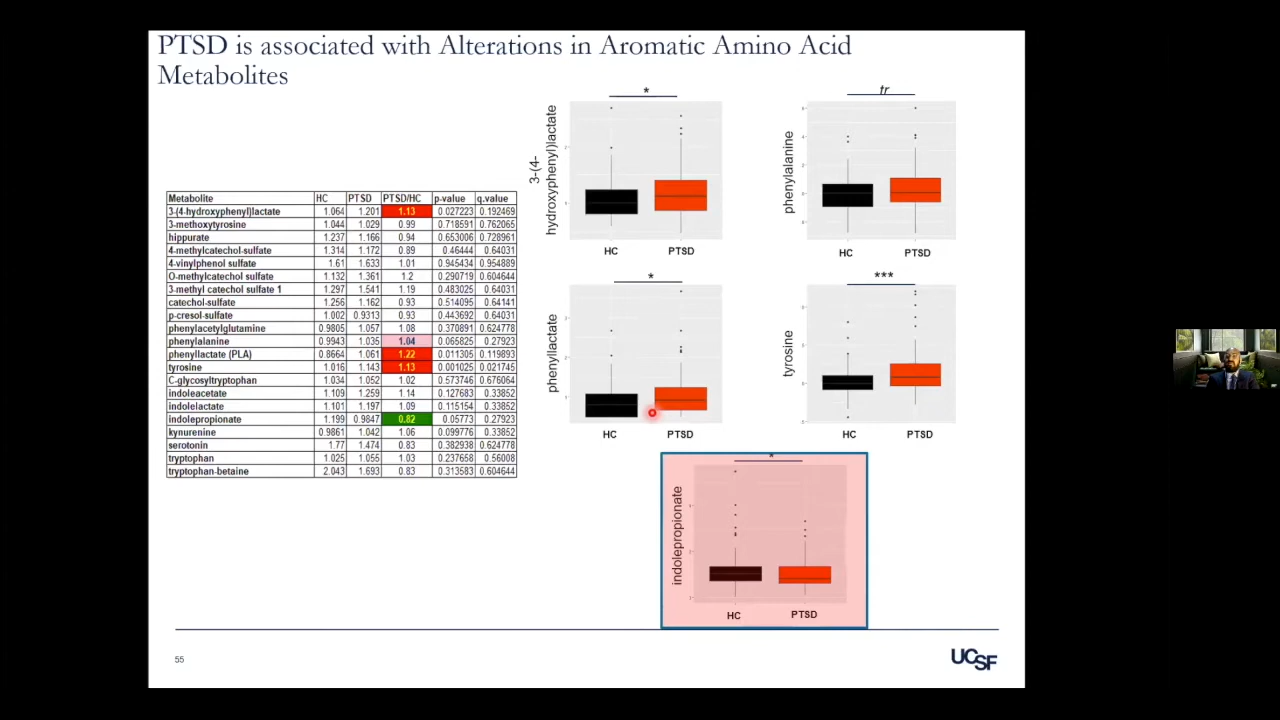 PTSD is associated with Alterations in Aromatic Amino Acid
Metabolites
Metabolite HC PTSD PTSD/HC p-value q.value
3-(4-hydroxyphenyl)lactate 1.064 1.201 1.13 0.027223 0.192469
3-methoxytyrosine 1.044 1.029 0.99 0.718591 0.762065
hippurate 1.237 1.166 0.94 0.653006 0.728961
4-methylcatechol-sulfate 1.314 1.172 0.89 0.46444 0.64031
4-vinylphenol sulfate 1.61 1.633 1.01 0.945434 0.954889
O-methylcatechol sulfate 1.132 1.361 1.2 0.290719 0.604644
3-methyl catechol sulfate 1 1.297 1.541 1.19 0.483025 0.64031
catechol-sulfate 1.256 1.162 0.93 0.514095 0.64141
p-cresol-sulfate 1.002 0.9313 0.93 0.443692 0.64031
phenylacetylglutamine 0.9805 1.057 1.08 0.370891 0.624778
phenylalanine 0.9943 1.035 1.04 0.065825 0.27923
phenyllactate (PLA) 0.8664 1.061 1.22 0.011305 0.119893
tyrosine 1.016 1.143 1.13 0.001025 0.021745
C-glycosyltryptophan 1.034 1.052 1.02 0.573746 0.676064
indoleacetate 1.109 1.259 1.14 0.127683 0.33852
indolelactate 1.101 1.197 1.09 0.115154 0.33852
indolepropionate 1.199 0.9847 0.82 0.05773 0.27923
kynurenine 0.9861 1.042 1.06 0.099776 0.33852
serotonin 1.77 1.474 0.83 0.382938 0.624778
tryptophan 1.025 1.055 1.03 0.237658 0.56008
tryptophan-betaine 2.043 1.693 0.83 0.313583 0.604644
*
3-(4-
hydroxyphenyl)lactate
HC PTSD
tr
phenylalanine
HC PTSD
*
phenyllactate
HC PTSD
***
tyrosine
HC PTSD
*
indolepropionate
HC PTSD
55
UCSF